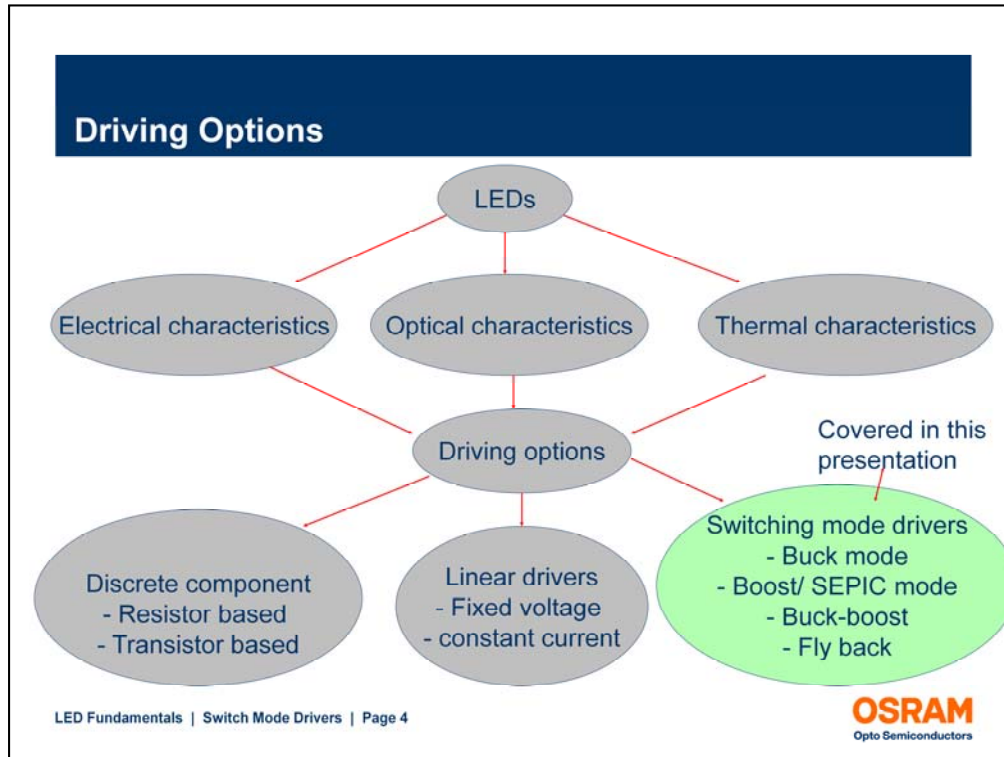 Driving Options
LEDs
Electrical characteristics
Optical characteristics
Thermal characteristics
Driving options
Covered in this
presentation
Discrete component
- Resistor based
- Transistor based
Linear drivers
- Fixed voltage
- constant current
Switching mode drivers
- Buck mode
- Boost/ SEPIC mode
- Buck-boost
- Fly back
LED Fundamentals | Switch Mode Drivers | Page 4
OSRAM
Opto Semiconductors